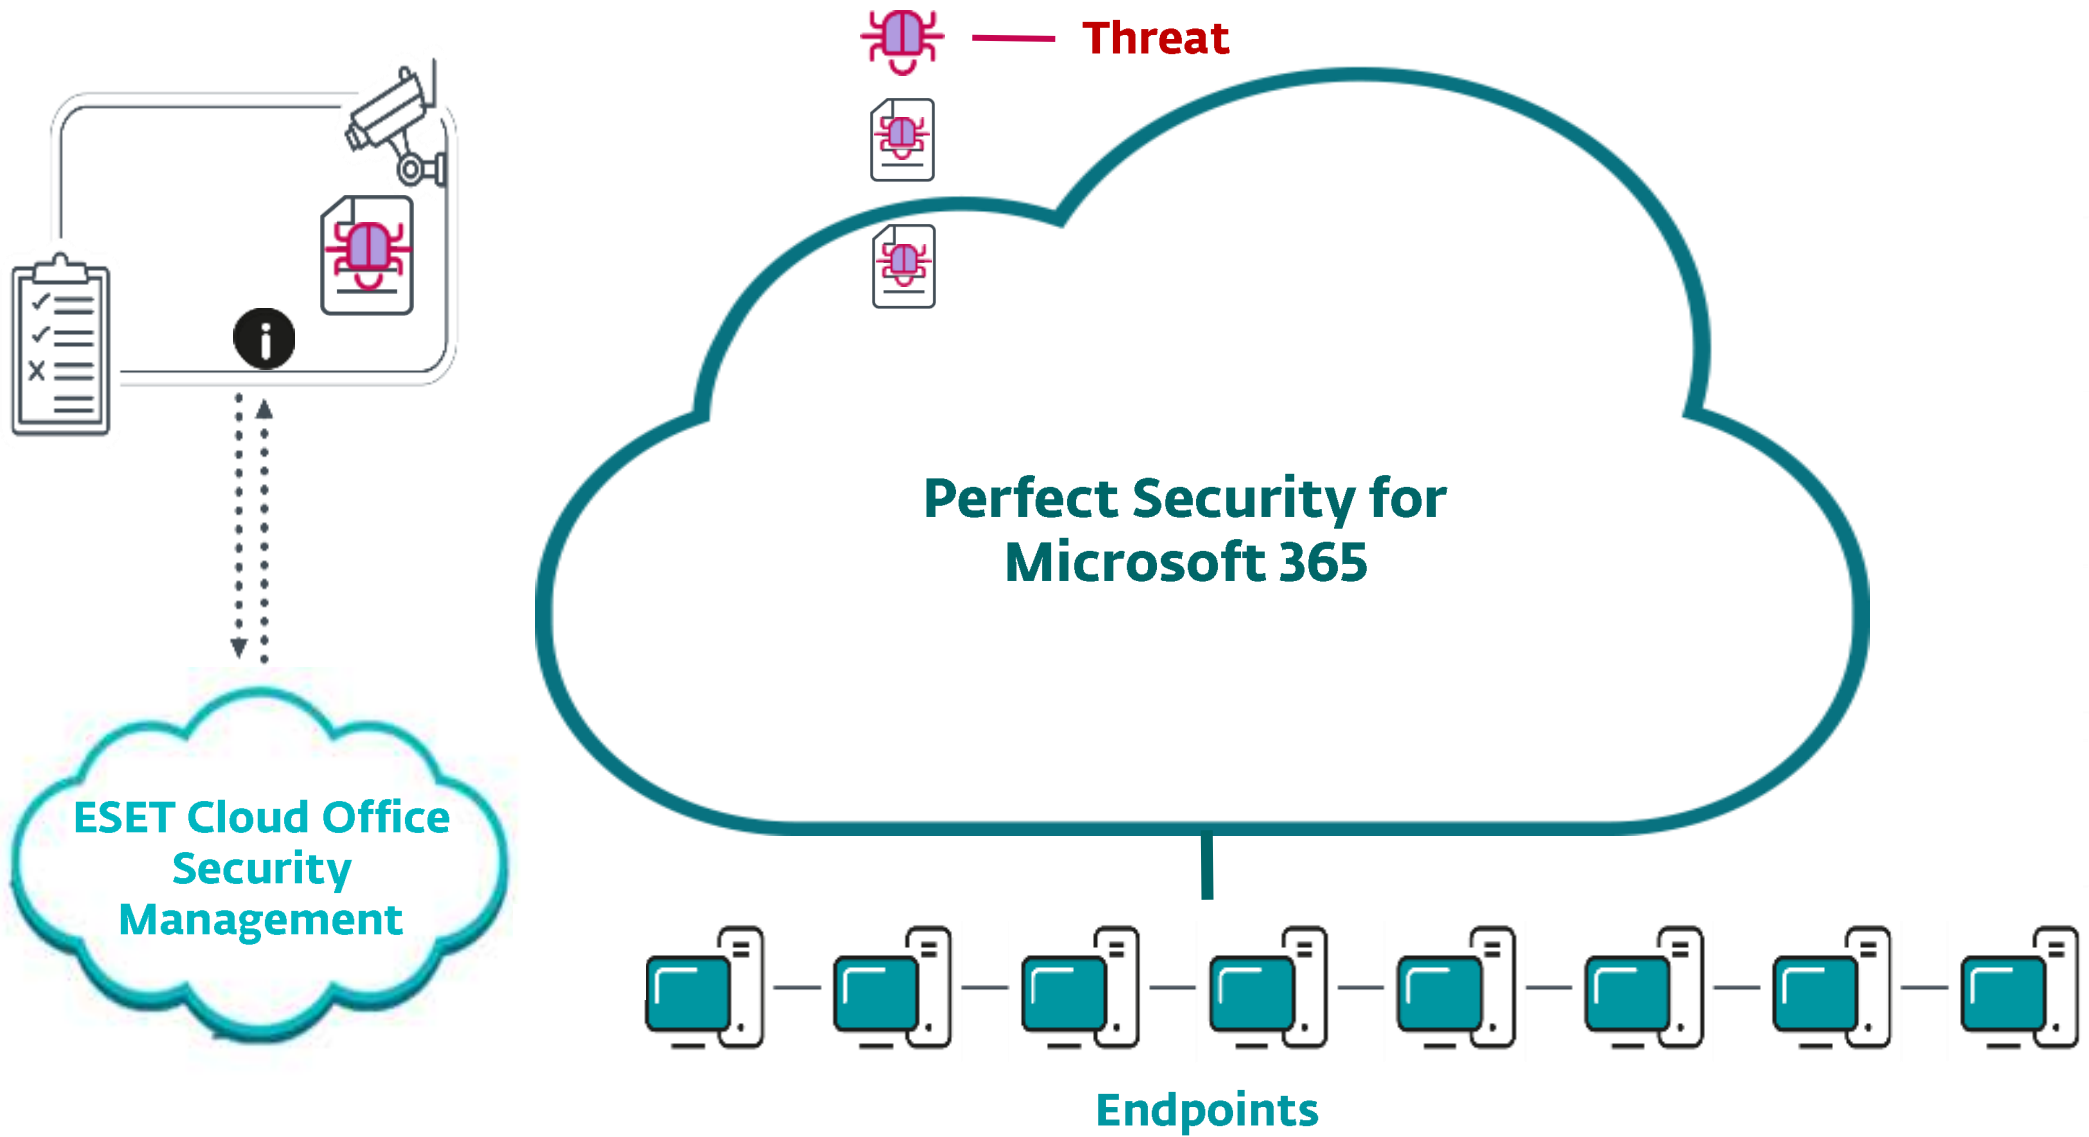 Threat
Perfect Security for
Microsoft 365
ESET Cloud Office
Security
Management
Endpoints